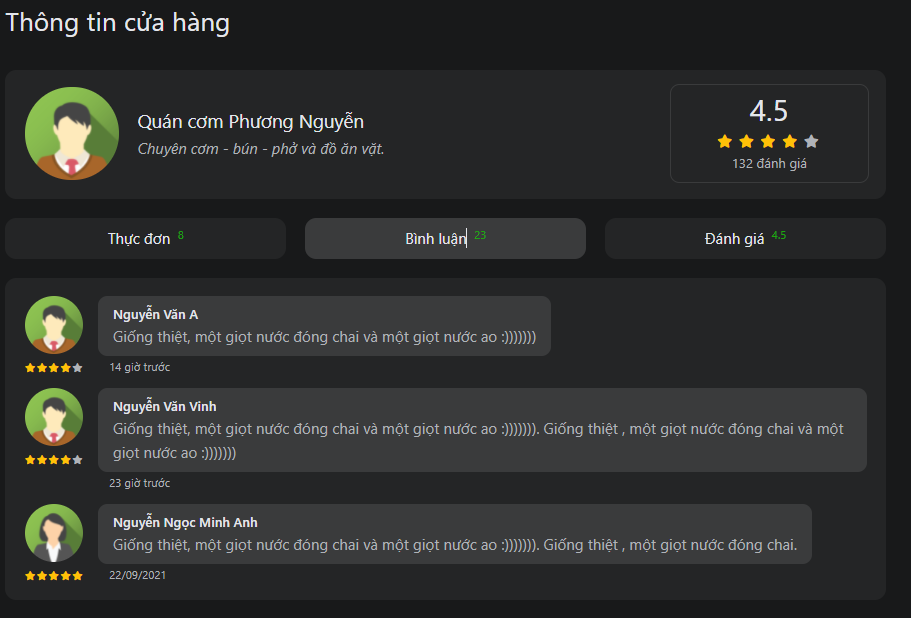 Thông tin cửa hàng
Quán cơm Phương Nguyễn
Chuyên cơm - bún - phở và đồ ăn vặt.
4.5
132 đánh giá
Thực đơn 8
Bình luận 23
Đánh giá 4.5
Nguyễn Văn A
Giống thiệt, một giọt nước đóng chai và một giọt nước ao :)))))))
14 giờ trước
Nguyễn Văn Vinh
Giống thiệt, một giọt nước đóng chai và một giọt nước ao :))))))). Giống thiệt , một giọt nước đóng chai và một
giọt nước ao :)))))))
23 giờ trước
Nguyễn Ngọc Minh Anh
Giống thiệt, một giọt nước đóng chai và một giọt nước ao :))))))). Giống thiệt , một giọt nước đóng chai.
22/09/2021